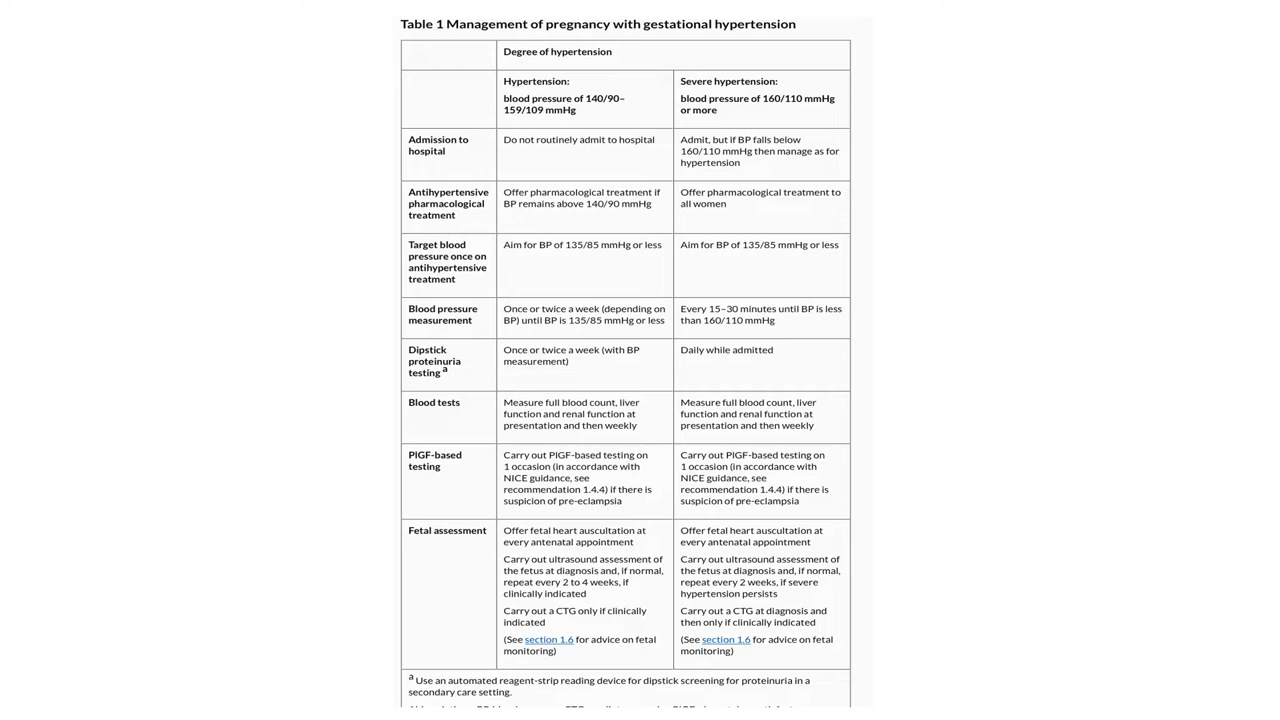 Table 1 Management of pregnancy with gestational hypertension
Degree of hypertension
Hypertension:
blood pressure of 140/90–
159/109 mmHg
Severe hypertension:
blood pressure of 160/110 mmHg
or more
Admission to
hospital
Do not routinely admit to hospital
Admit, but if BP falls below
160/110 mmHg then manage as for
hypertension
Antihypertensive
pharmacological
treatment
Offer pharmacological treatment if
BP remains above 140/90 mmHg
Offer pharmacological treatment to
all women
Target blood
pressure once on
antihypertensive
treatment
Aim for BP of 135/85 mmHg or less
Aim for BP of 135/85 mmHg or less
Blood pressure
measurement
Once or twice a week (depending on
BP) until BP is 135/85 mmHg or less
Every 15–30 minutes until BP is less
than 160/110 mmHg
Dipstick
proteinuria
testing a
Once or twice a week (with BP
measurement)
Daily while admitted
Blood tests
Measure full blood count, liver
function and renal function at
presentation and then weekly
Measure full blood count, liver
function and renal function at
presentation and then weekly
PlGF-based
testing
Carry out PlGF-based testing on
1 occasion (in accordance with
NICE guidance, see
recommendation 1.4.4) if there is
suspicion of pre-eclampsia
Carry out PlGF-based testing on
1 occasion (in accordance with
NICE guidance, see
recommendation 1.4.4) if there is
suspicion of pre-eclampsia
Fetal assessment
Offer fetal heart auscultation at
every antenatal appointment
Carry out ultrasound assessment of
the fetus at diagnosis and, if normal,
repeat every 2 to 4 weeks, if
clinically indicated
Carry out a CTG only if clinically
indicated
(See section 1.6 for advice on fetal
monitoring)
Offer fetal heart auscultation at
every antenatal appointment
Carry out ultrasound assessment of
the fetus at diagnosis and, if normal,
repeat every 2 weeks, if severe
hypertension persists
Carry out a CTG at diagnosis and
then only if clinically indicated
(See section 1.6 for advice on fetal
monitoring)
a Use an automated reagent-strip reading device for dipstick screening for proteinuria in a
secondary care setting.